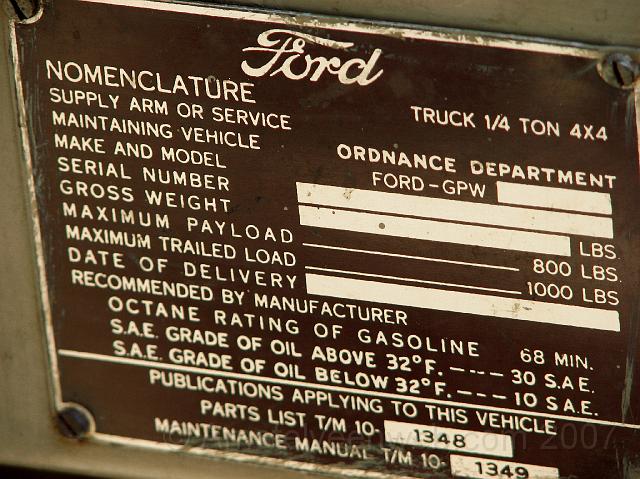 Ford
NOMENCLATURE TRUCK 1/4 TON 4X4
SUPPLY ARM OR SERVICE
MAINTAINING VEHICLE ORDNANCE DEPARTMENT
MAKE AND MODEL FORD-GPW
SERIAL NUMBER
GROSS WEIGHT LBS.
MAXIMUM PAYLOAD 800 LBS.
MAXIMUM TRAILED LOAD 1000 LBS
DATE OF DELIVERY
RECOMMENDED BY MANUFACTURER
OCTANE RATING OF GASOLINE 68 MIN.
S.A.E. GRADE OF OIL ABOVE 32°F. —--— 30 S.A.E.
S.A.E. GRADE OF OIL BELOW 32°F. —--— 10 S.A.E.
PUBLICATIONS APPLYING TO THIS VEHICLE
PARTS LIST T/M 10- 1348
MAINTENANCE MANUAL T/M 10- 1349
2007